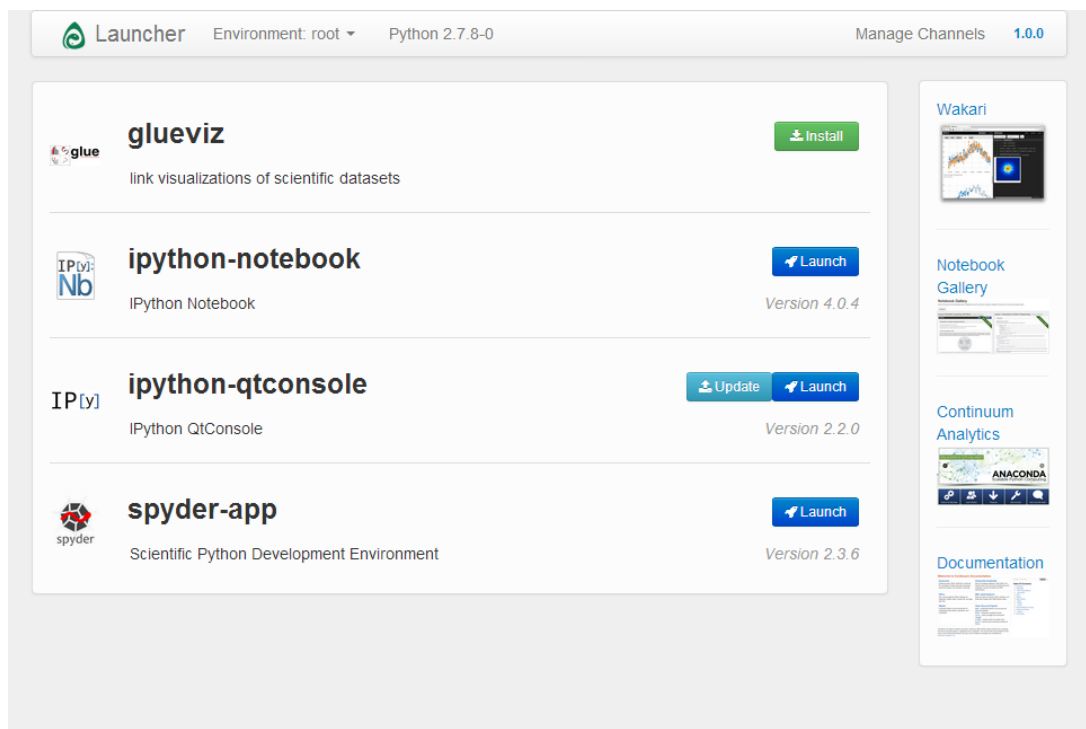 Launcher Environment: root Python 2.7.8-0 Manage Channels 1.0.0
glue
glueviz
Install
link visualizations of scientific datasets
IP[y]:
Nb
ipython-notebook
Launch
IPython Notebook
Version 4.0.4
IP[y]
ipython-qtconsole
Update
Launch
IPython QtConsole
Version 2.2.0
spyder
spyder-app
Launch
Scientific Python Development Environment
Version 2.3.6
Wakari
Notebook
Gallery
Notebook Gallery
Continuum
Analytics
ANACONDA
Documentation